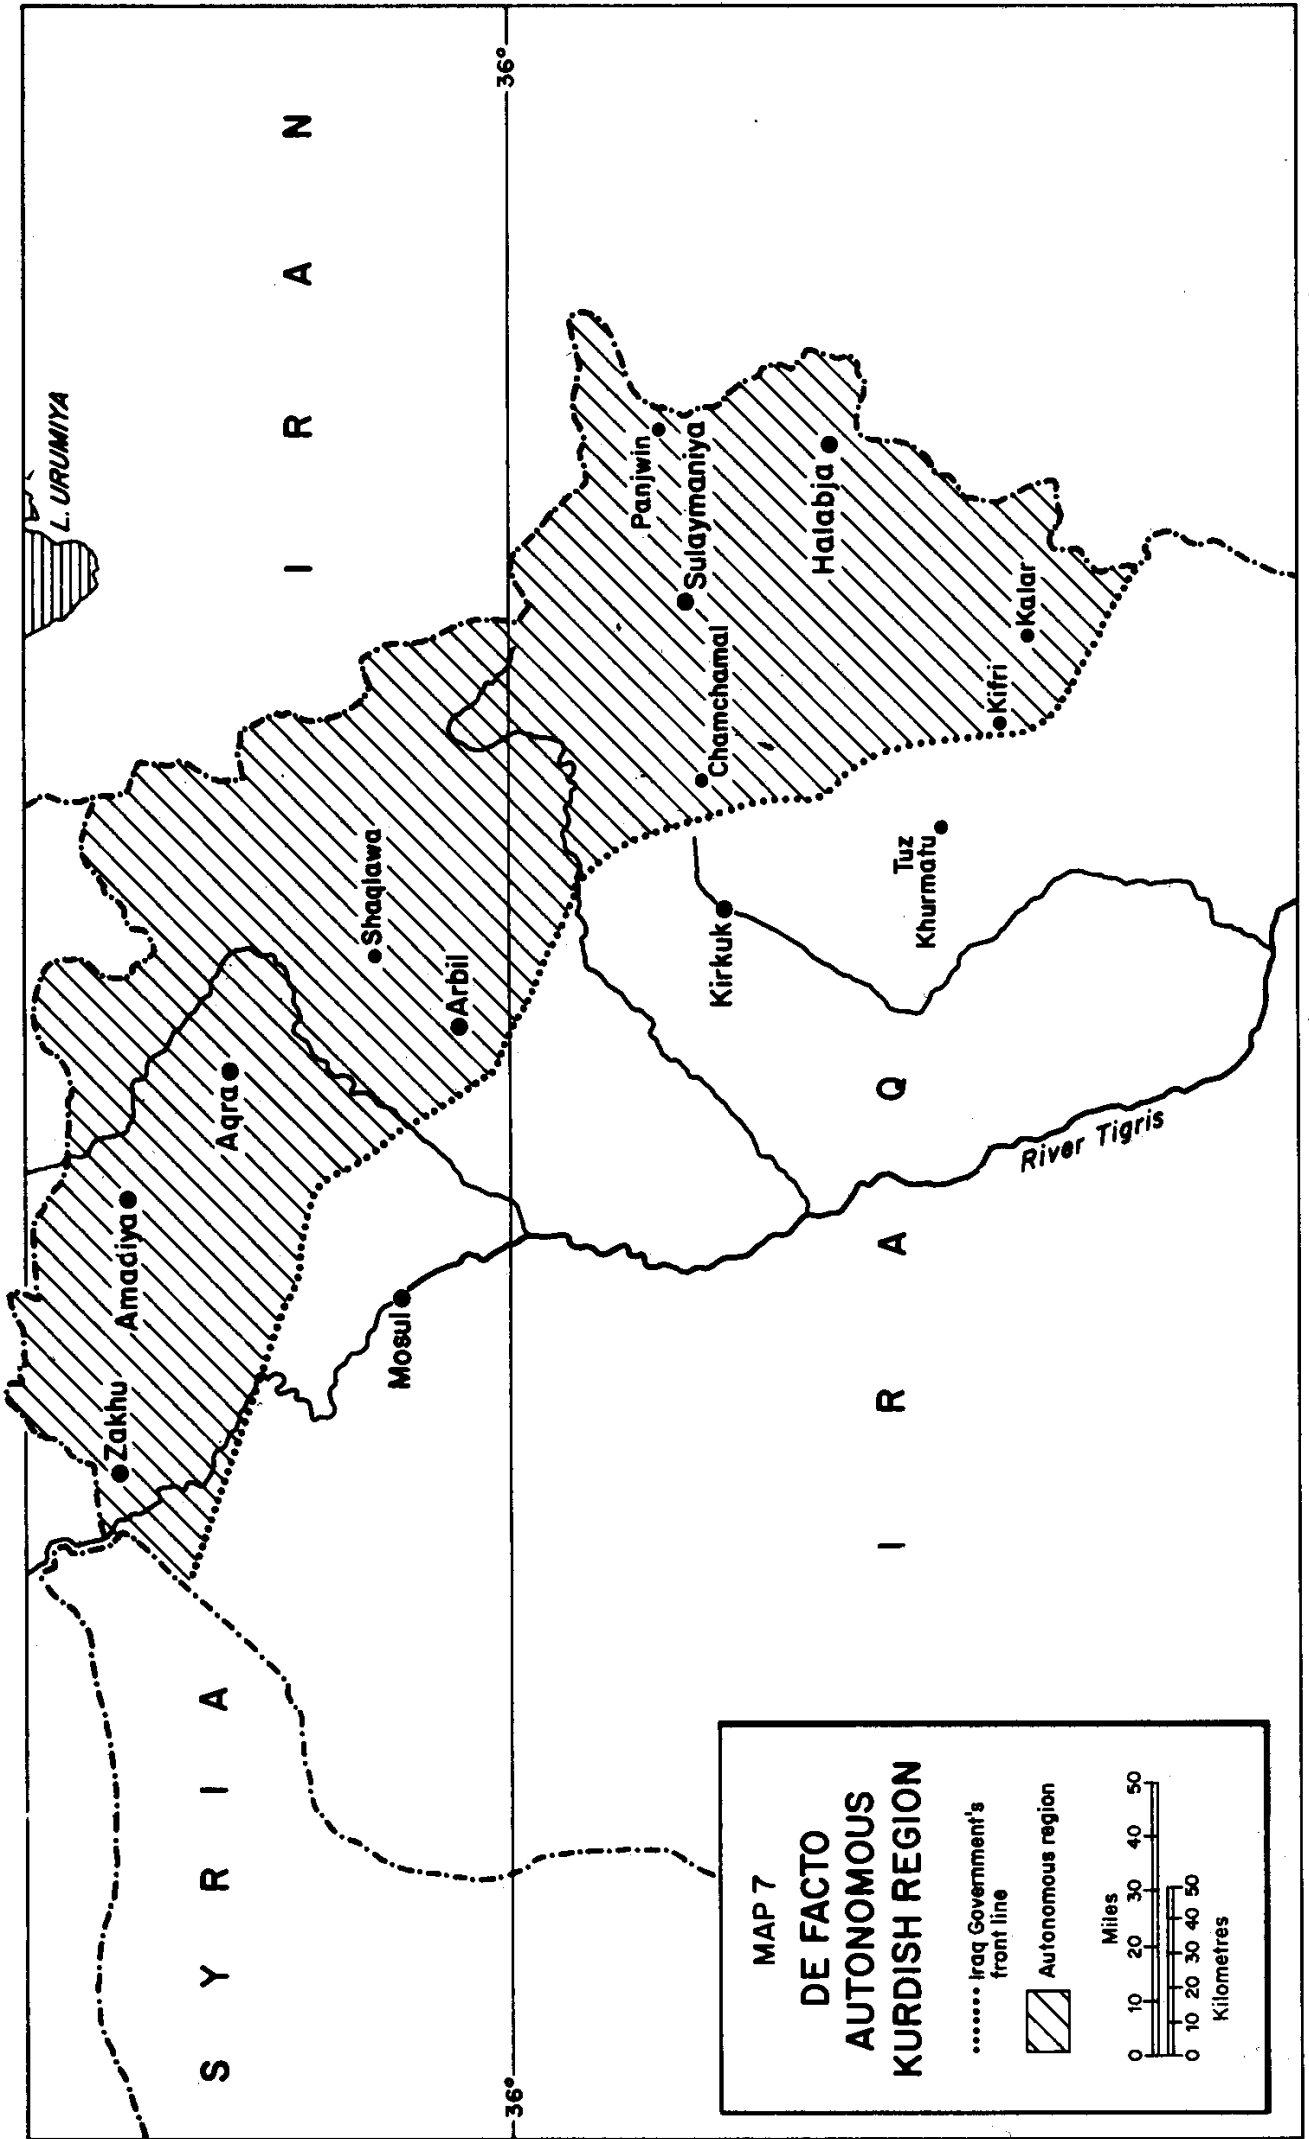 L. URUMIYA
I R A N
S Y R I A
36°
36°
Zakhu
Amadiya
Aqra
Shaqlawa
Arbil
Mosul
Panjwin
Sulaymaniya
Chamchamal
Halabja
Kirkuk
Kifri
Kalar
Tuz
Khurmatu
I R A Q
River Tigris
MAP 7
DE FACTO
AUTONOMOUS
KURDISH REGION
Iraq Government's
front line
Autonomous region
Miles
0 10 20 30 40 50
0 10 20 30 40 50
Kilometres